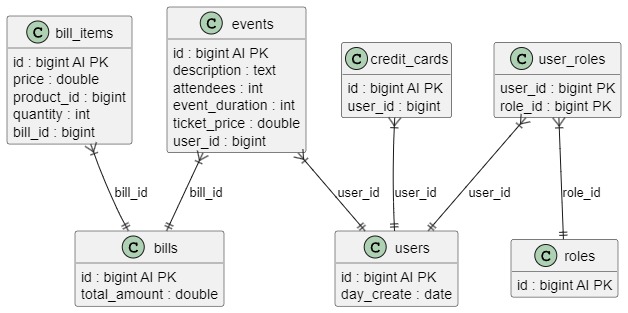 C bill_items
id : bigint AI PK
price : double
product_id : bigint
quantity : int
bill_id : bigint
C events
id : bigint AI PK
description : text
attendees : int
event_duration : int
ticket_price : double
user_id : bigint
C credit_cards
id : bigint AI PK
user_id : bigint
C user_roles
user_id : bigint PK
role_id : bigint PK
bill_id
bill_id
user_id
user_id
user_id
role_id
C bills
id : bigint AI PK
total_amount : double
C users
id : bigint AI PK
day_create : date
C roles
id : bigint AI PK